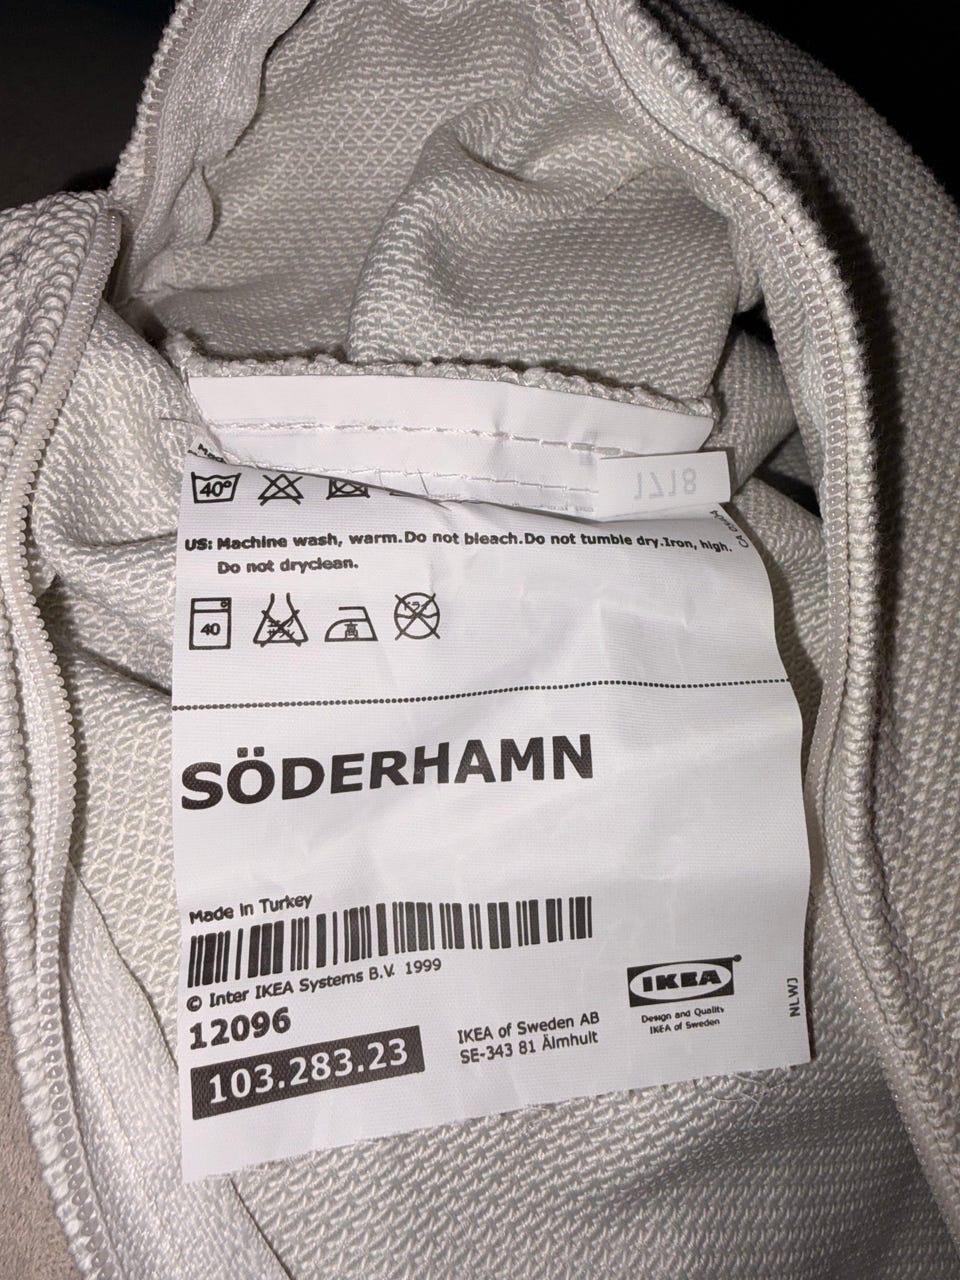 1718
40°
US: Machine wash, warm. Do not bleach. Do not tumble dry. Iron, high.
Do not dryclean.
40
SÖDERHAMN
Made in Turkey
© Inter IKEA Systems B.V. 1999
12096
103.283.23
IKEA of Sweden AB
SE-343 81 Älmhult
IKEA
Design and Quality
IKEA of Sweden
NLWJ